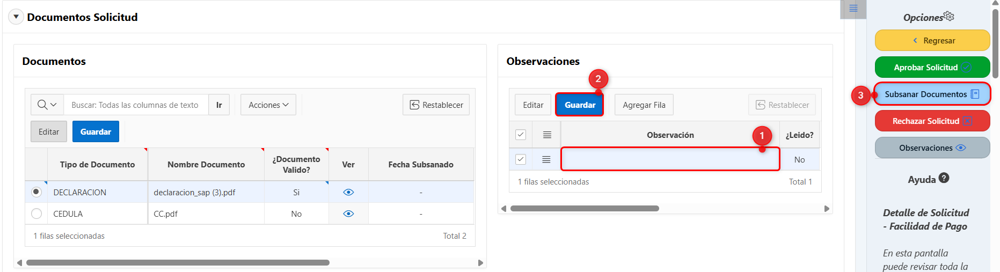 Documentos Solicitud
Documentos
Buscar: Todas las columnas de texto
Ir
Acciones
Restablecer
Editar
Guardar
Tipo de Documento
Nombre Documento
¿Documento
Valido?
Ver
Fecha Subsanado
DECLARACION
declaracion_sap (3).pdf
Si
-
CEDULA
CC.pdf
No
-
1 filas seleccionadas
Total 2
Observaciones
2
Editar
Guardar
Agregar Fila
Restablecer
Observación
1
¿Leido?
No
1 filas seleccionadas
Total 1
Opciones
Regresar
Aprobar Solicitud
3
Subsanar Documentos
Rechazar Solicitud
Observaciones
Ayuda
Detalle de Solicitud
- Facilidad de Pago
En esta pantalla
puede revisar toda la